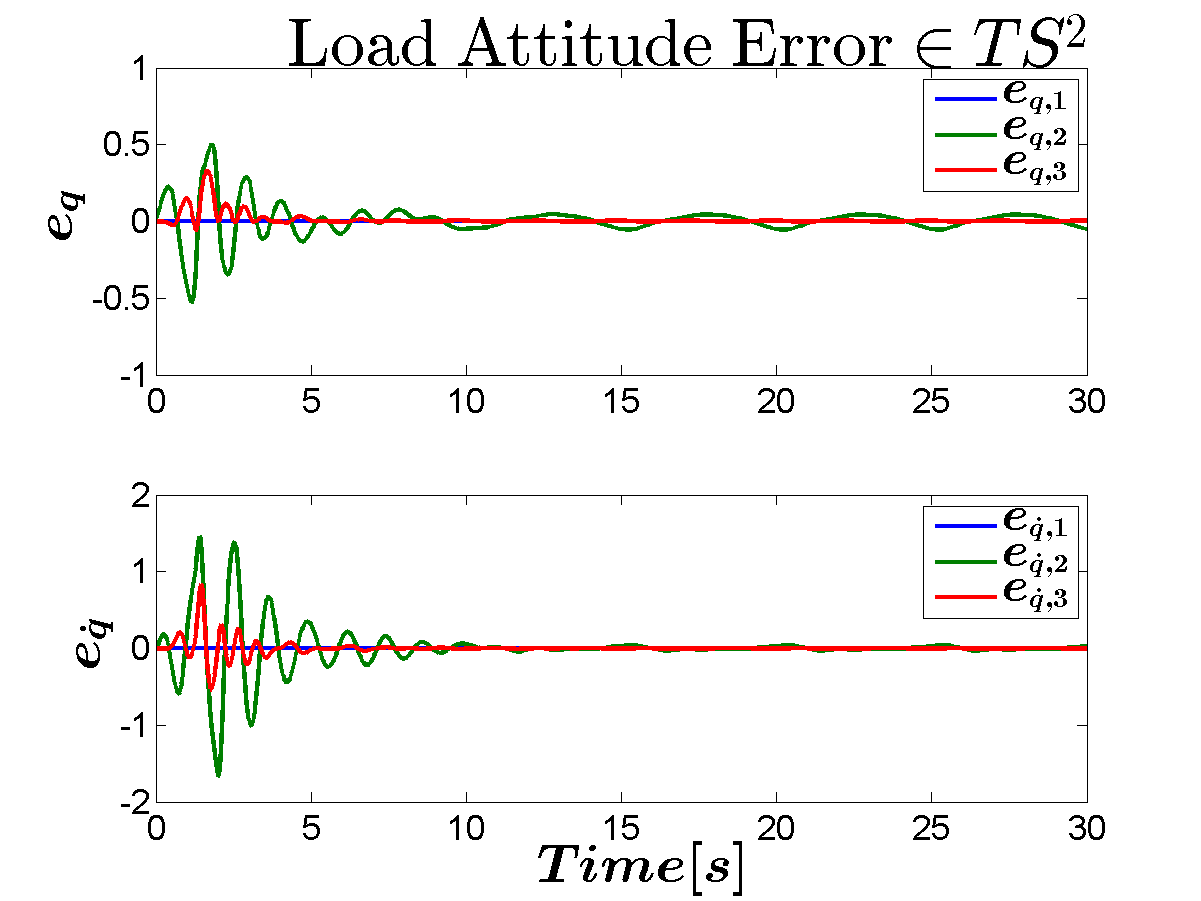 Load Attitude Error ∈ TS²
1
0.5
0
-0.5
-1
e_q
e_{q,1}
e_{q,2}
e_{q,3}
0 5 10 15 20 25 30
2
1
0
-1
-2
e_{q̇}
e_{q̇,1}
e_{q̇,2}
e_{q̇,3}
0 5 10 15 20 25 30
Time[s]